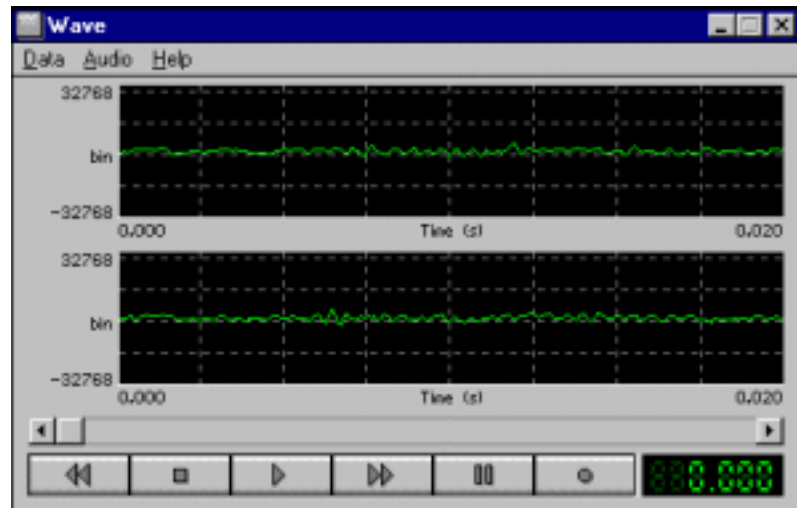 Wave
Data Audio Help
32768
bin
-32768
0.000 Time (s) 0.020
32768
bin
-32768
0.000 Time (s) 0.020
0.000